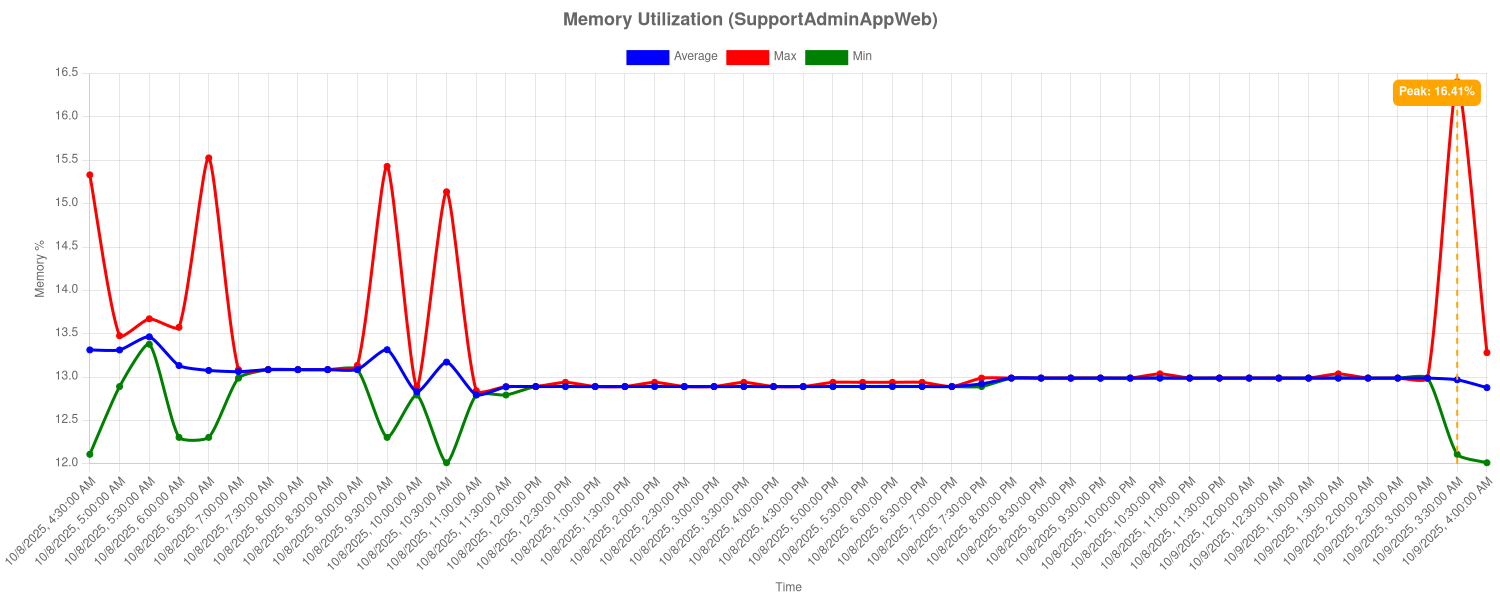 Memory Utilization (SupportAdminAppWeb)
Average Max Min
16.5
Peak: 16.41%
16.0
15.5
15.0
14.5
Memory %
14.0
13.5
13.0
12.5
12.0
10/8/2025, 4:30:00 AM
10/8/2025, 5:00:00 AM
10/8/2025, 5:30:00 AM
10/8/2025, 6:00:00 AM
10/8/2025, 6:30:00 AM
10/8/2025, 7:00:00 AM
10/8/2025, 7:30:00 AM
10/8/2025, 8:00:00 AM
10/8/2025, 8:30:00 AM
10/8/2025, 9:00:00 AM
10/8/2025, 9:30:00 AM
10/8/2025, 10:00:00 AM
10/8/2025, 10:30:00 AM
10/8/2025, 11:00:00 AM
10/8/2025, 11:30:00 AM
10/8/2025, 12:00:00 PM
10/8/2025, 12:30:00 PM
10/8/2025, 1:00:00 PM
10/8/2025, 1:30:00 PM
10/8/2025, 2:00:00 PM
10/8/2025, 2:30:00 PM
10/8/2025, 3:00:00 PM
10/8/2025, 3:30:00 PM
10/8/2025, 4:00:00 PM
10/8/2025, 4:30:00 PM
10/8/2025, 5:00:00 PM
10/8/2025, 5:30:00 PM
10/8/2025, 6:00:00 PM
10/8/2025, 6:30:00 PM
10/8/2025, 7:00:00 PM
10/8/2025, 7:30:00 PM
10/8/2025, 8:00:00 PM
10/8/2025, 8:30:00 PM
10/8/2025, 9:00:00 PM
10/8/2025, 9:30:00 PM
10/8/2025, 10:00:00 PM
10/8/2025, 10:30:00 PM
10/8/2025, 11:00:00 PM
10/8/2025, 11:30:00 PM
10/9/2025, 12:00:00 AM
10/9/2025, 12:30:00 AM
10/9/2025, 1:00:00 AM
10/9/2025, 1:30:00 AM
10/9/2025, 2:00:00 AM
10/9/2025, 2:30:00 AM
10/9/2025, 3:00:00 AM
10/9/2025, 3:30:00 AM
10/9/2025, 4:00:00 AM
Time